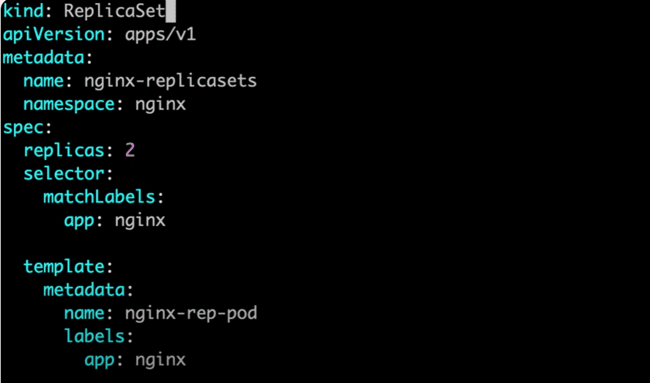 kind: ReplicaSet
apiVersion: apps/v1
metadata:
  name: nginx-replicasets
  namespace: nginx
spec:
  replicas: 2
  selector:
    matchLabels:
      app: nginx

  template:
    metadata:
      name: nginx-rep-pod
      labels:
        app: nginx